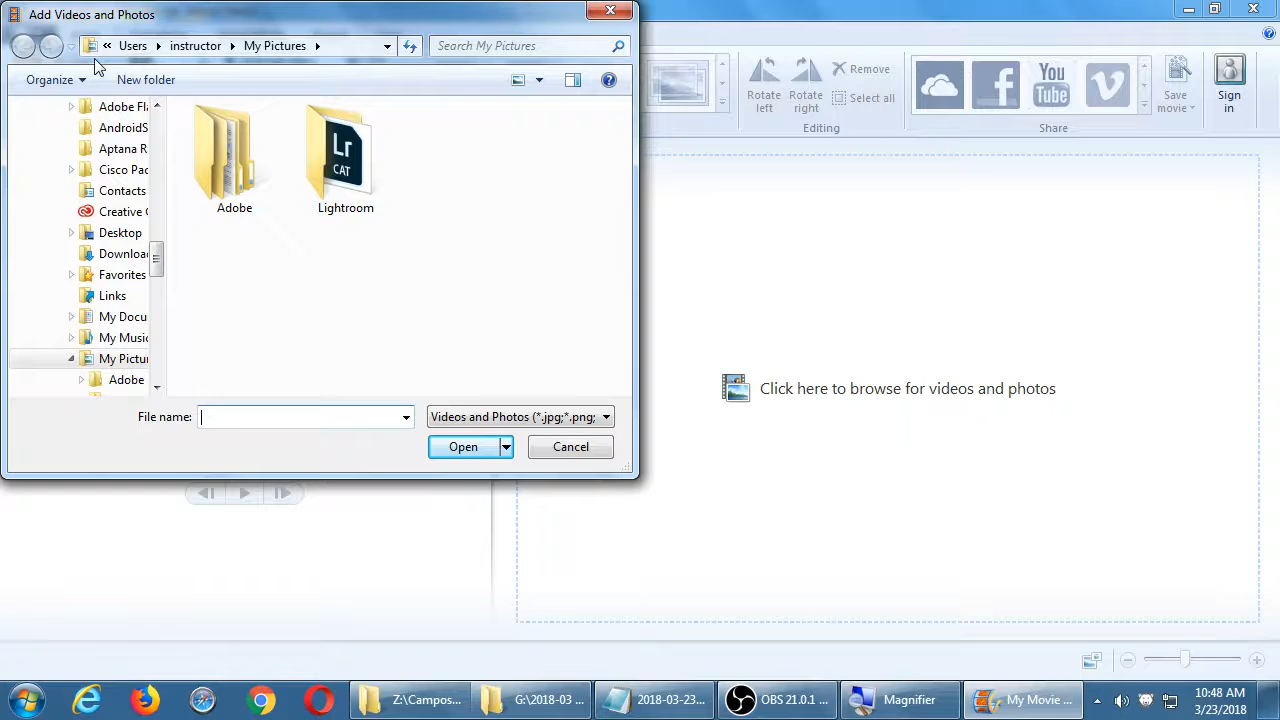 Add Videos and Photos
« Users instructor My Pictures
Search My Pictures
Organize New folder
Adobe Fla
AndroidS
Aptana R
Cisco Pac
Contacts
Creative C
Desktop
Downloa
Favorites
Links
My Docu
My Music
My Pictur
Adobe
Adobe
Lightroom
Lr
CAT
File name:
Videos and Photos (*.jpg;*.png;
Open
Cancel
Rotate left
Rotate right
Remove
Select all
Editing
You
Tube
Share
Save movie
Sign in
Click here to browse for videos and photos
Z:\Campos...
G:\2018-03 ...
2018-03-23...
OBS 21.0.1 ...
Magnifier
My Movie ...
10:48 AM
3/23/2018